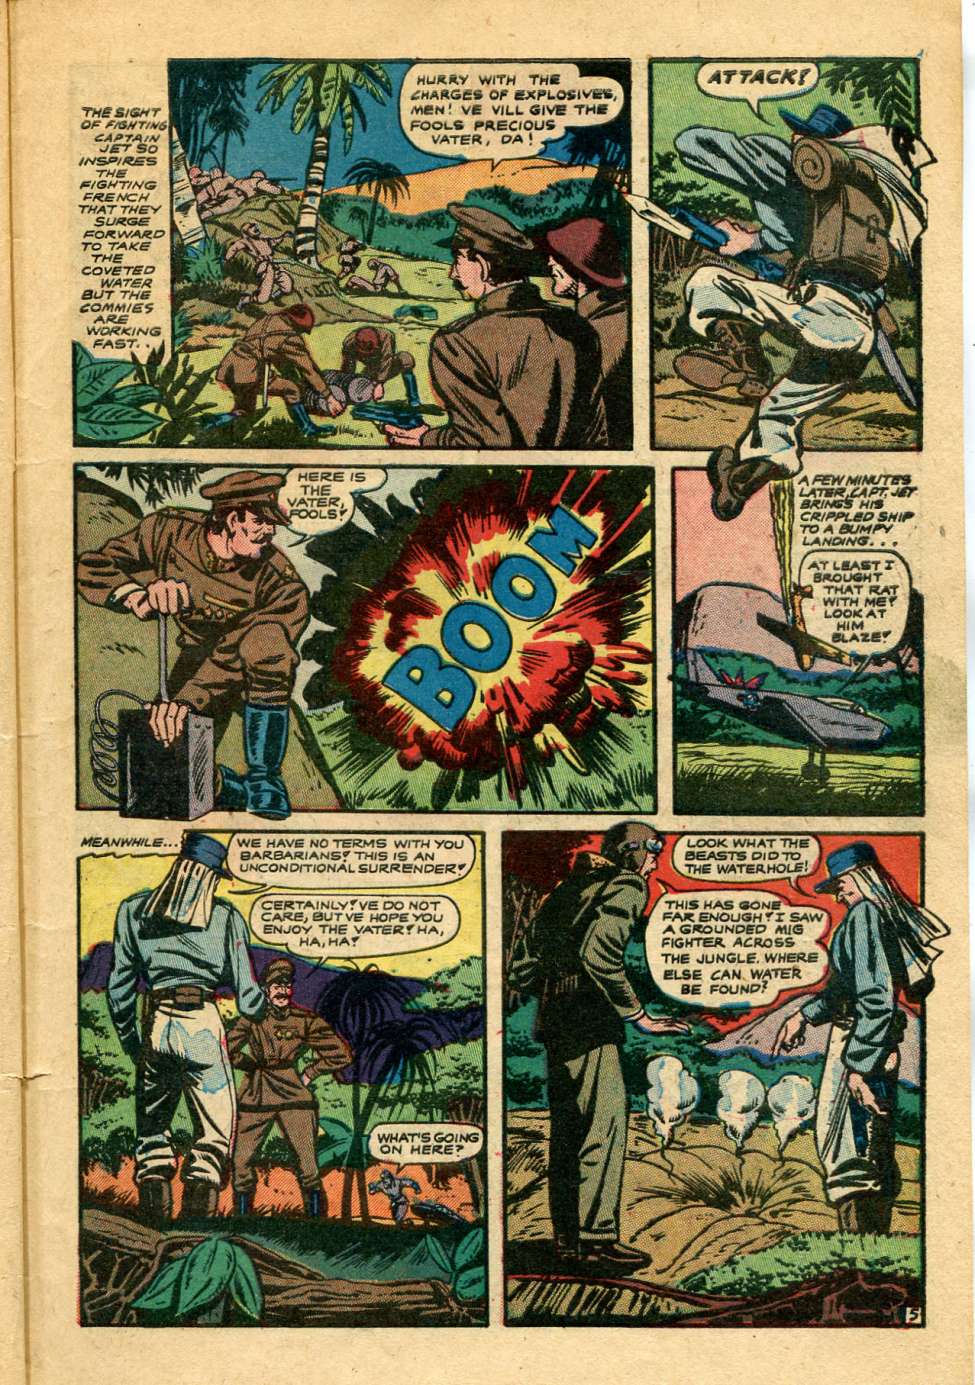 THE SIGHT
OF FIGHTING
CAPTAIN
JET SO
INSPIRES
THE
FIGHTING
FRENCH
THAT THEY
SURGE
FORWARD
TO TAKE
THE
COVETED
WATER
BUT THE
COMMIES
ARE
WORKING
FAST...
HURRY WITH THE
CHARGES OF EXPLOSIVES,
MEN! VE VILL GIVE THE
FOOLS PRECIOUS
VATER, DA!
ATTACK!
HERE IS
THE
VATER,
FOOLS!
BOOM
A FEW MINUTES
LATER, CAPT. JET
BRINGS HIS
CRIPPLED SHIP
TO A BUMPY
LANDING...
AT LEAST I
BROUGHT
THAT RAT
WITH ME!
LOOK AT
HIM
BLAZE!
MEANWHILE...
WE HAVE NO TERMS WITH YOU
BARBARIANS! THIS IS AN
UNCONDITIONAL SURRENDER!
CERTAINLY! VE DO NOT
CARE, BUT VE HOPE YOU
ENJOY THE VATER! HA,
HA, HA!
WHAT'S GOING
ON HERE?
LOOK WHAT THE
BEASTS DID TO
THE WATERHOLE!
THIS HAS GONE
FAR ENOUGH! I SAW
A GROUNDED MIG
FIGHTER ACROSS
THE JUNGLE. WHERE
ELSE CAN WATER
BE FOUND?
5